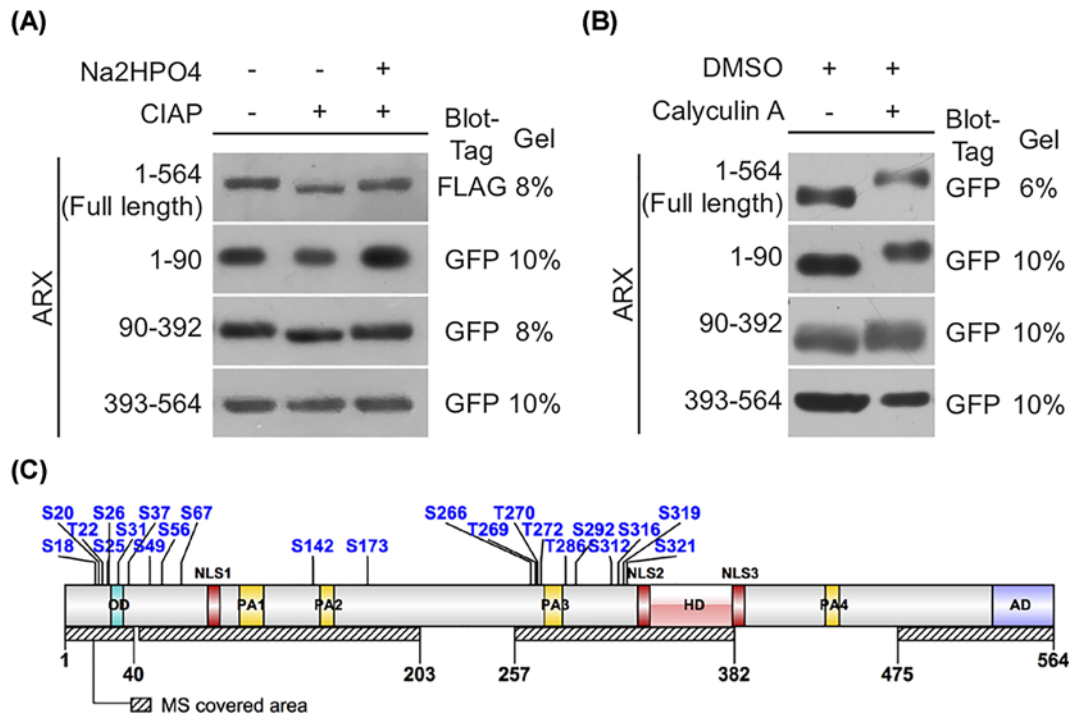 (A)
Na2HPO4 - - +
CIAP - + +
Blot-Tag Gel
ARX
1-564 (Full length) FLAG 8%
1-90 GFP 10%
90-392 GFP 8%
393-564 GFP 10%
(B)
DMSO + +
Calyculin A - +
Blot-Tag Gel
ARX
1-564 (Full length) GFP 6%
1-90 GFP 10%
90-392 GFP 10%
393-564 GFP 10%
(C)
S20 S26 S37 S67 S266 T270 S292 S316 S319
T22 S31 S56 T269 T272
S18 S25 S49 S142 S173 T286 S312 S321
NLS1 NLS2 NLS3
OD PA1 PA2 PA3 HD PA4 AD
1 40 203 257 382 475 564
MS covered area